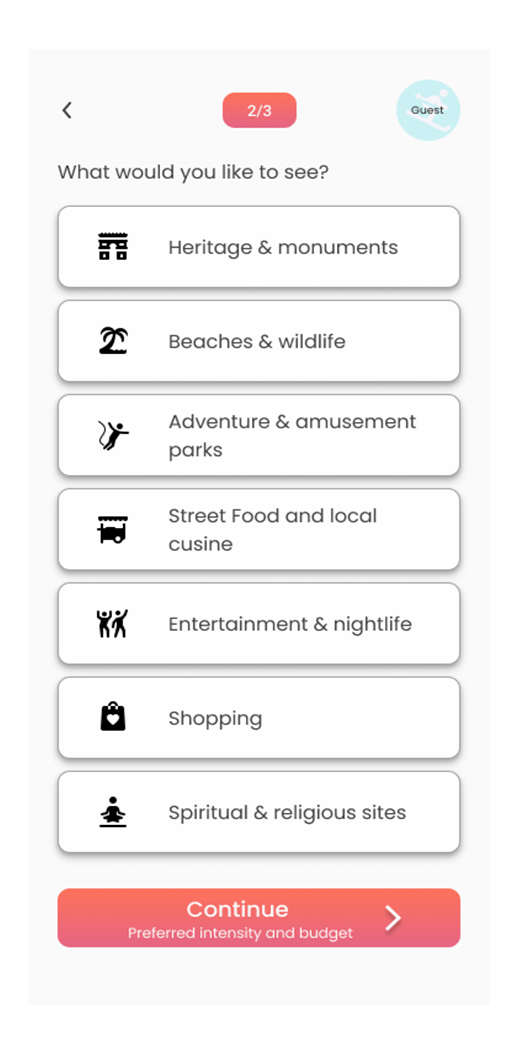 2/3
Guest
What would you like to see?
Heritage & monuments
Beaches & wildlife
Adventure & amusement
parks
Street Food and local
cusine
Entertainment & nightlife
Shopping
Spiritual & religious sites
Continue
Preferred intensity and budget